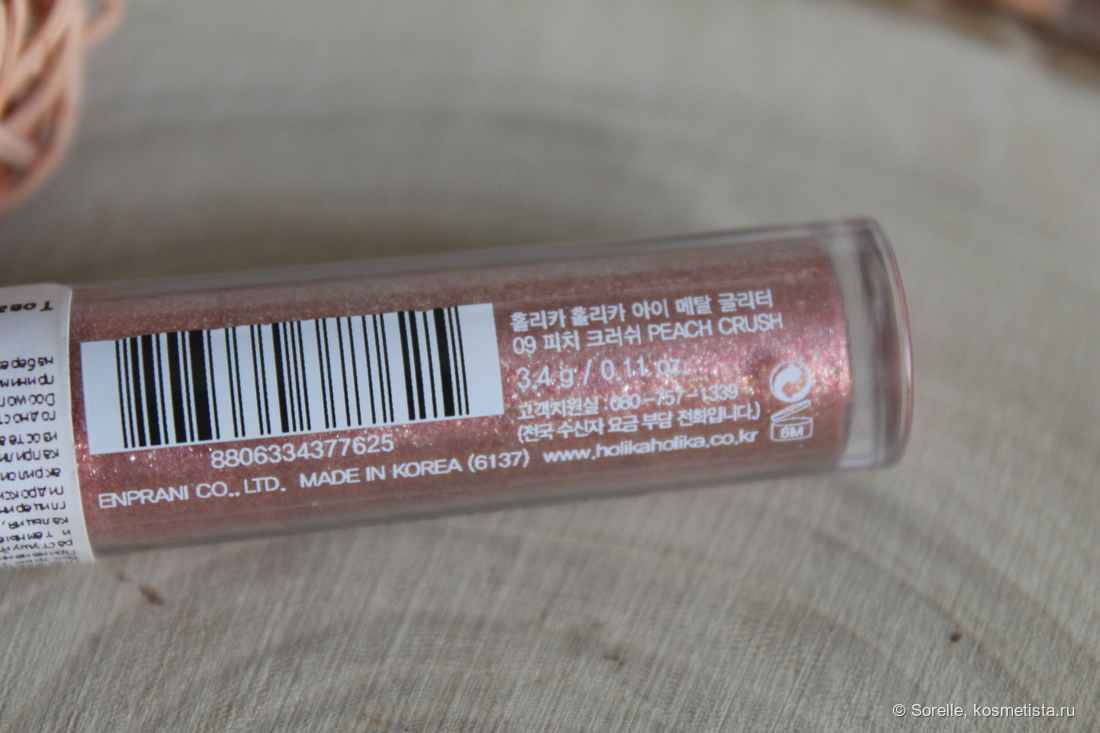 홀리카 홀리카 아이 메탈 글리터
09 피치 크러쉬 PEACH CRUSH
3.4 g / 0.11 oz.
고객지원실 : 080-757-1339
(전국 수신자 요금 부담 전화입니다.)
6M
8806334377625
ENPRANI CO., LTD. MADE IN KOREA (6137) www.holikaholika.co.kr
© Sorelle, kosmetista.ru